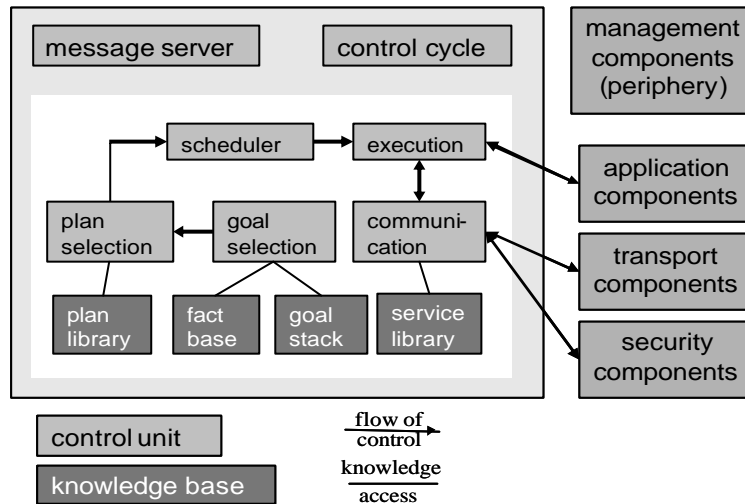 message server
control cycle
management
components
(periphery)
scheduler
execution
application
components
plan
selection
goal
selection
communi-
cation
transport
components
plan
library
fact
base
goal
stack
service
library
security
components
control unit
flow of
control
knowledge base
knowledge
access